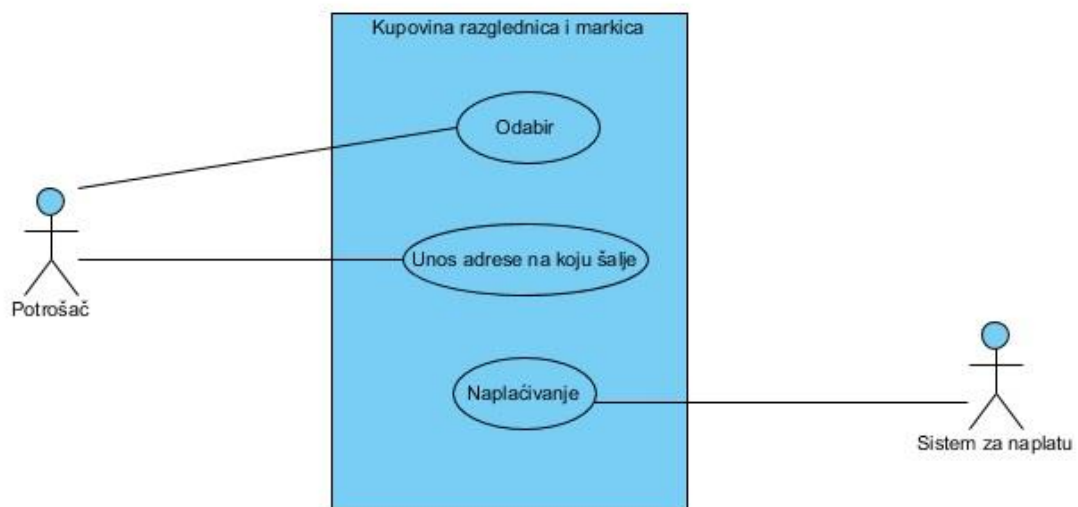 Kupovina razglednica i markica
Odabir
Unos adrese na koju šalje
Potrošač
Naplaćivanje
Sistem za naplatu